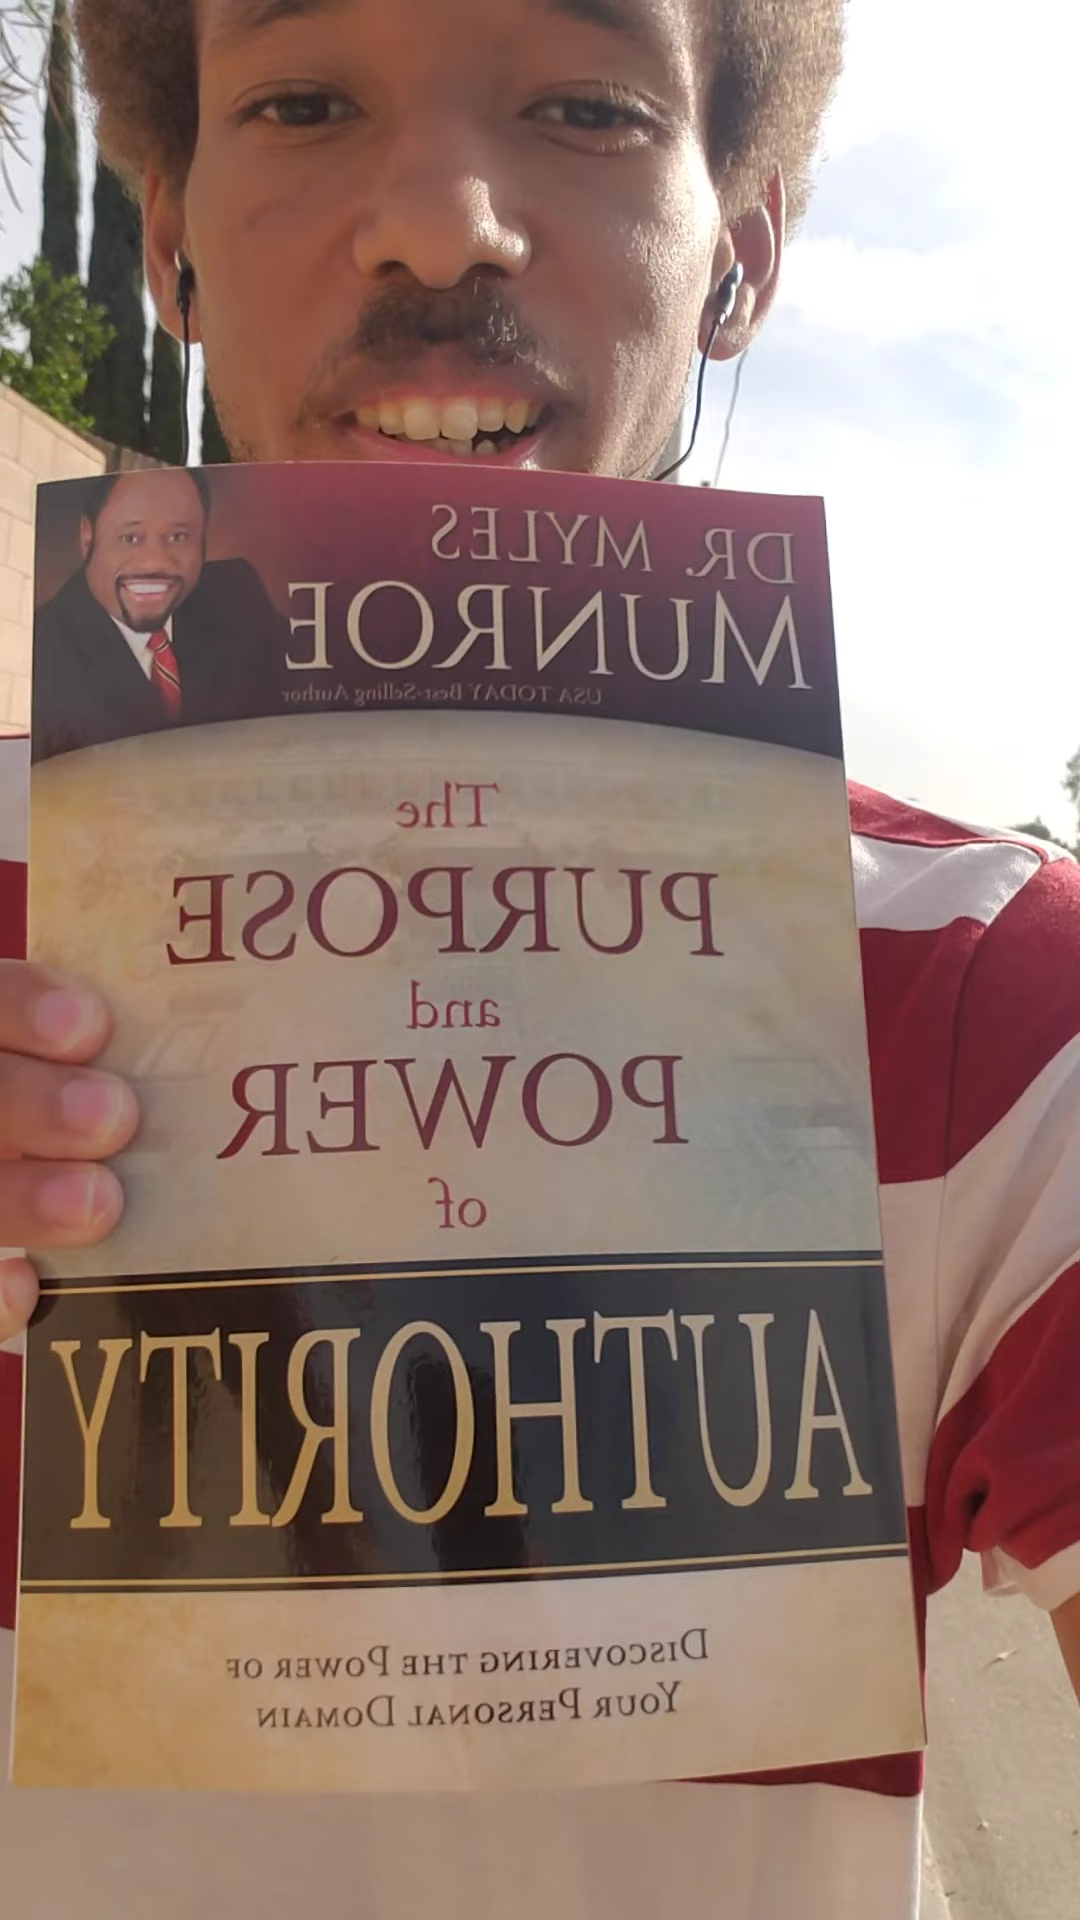 DR. MYLES
MUNROE
USA TODAY Best-Selling Author
The
PURPOSE
and
POWER
of
AUTHORITY
DISCOVERING THE POWER OF
YOUR PERSONAL DOMAIN